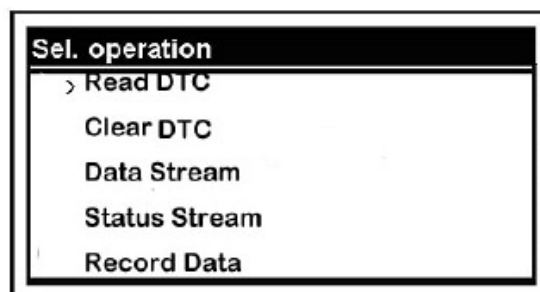 Sel. operation
› Read DTC
Clear DTC
Data Stream
Status Stream
Record Data